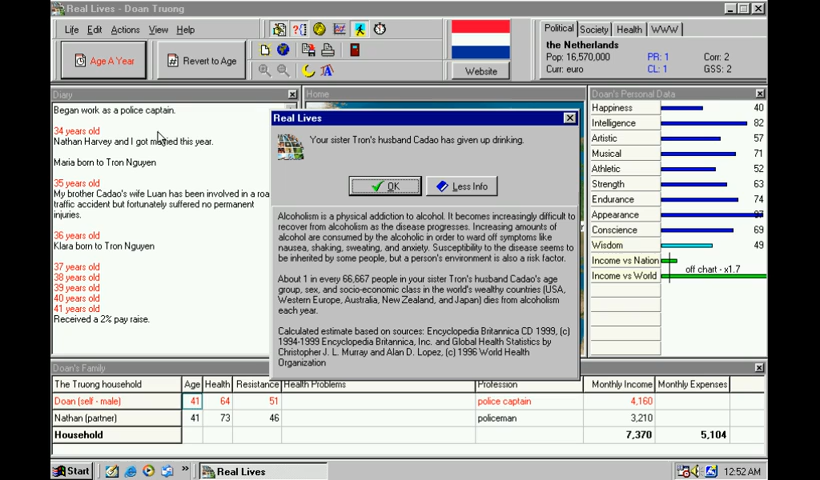 Real Lives - Doan Truong
Life Edit Actions View Help
Age A Year
Revert to Age
Website
Political Society Health WWW
the Netherlands
Pop: 16,570,000 PR: 1 Corr: 2
Curr: euro CL: 1 GSS: 2
Diary
Began work as a police captain.
34 years old
Nathan Harvey and I got married this year.
Maria born to Tron Nguyen
35 years old
My brother Cadao's wife Luan has been involved in a roa
traffic accident but fortunately suffered no permanent
injuries.
36 years old
Klara born to Tron Nguyen
37 years old
38 years old
39 years old
40 years old
41 years old
Received a 2% pay raise.
Home
Real Lives
Your sister Tron's husband Cadao has given up drinking.
OK
Less Info
Alcoholism is a physical addiction to alcohol. It becomes increasingly difficult to
recover from alcoholism as the disease progresses. Increasing amounts of
alcohol are consumed by the alcoholic in order to ward off symptoms like
nausea, shaking, sweating, and anxiety. Susceptibility to the disease seems to
be inherited by some people, but a person's environment is also a risk factor.
About 1 in every 66,667 people in your sister Tron's husband Cadao's age
group, sex, and socio-economic class in the world's wealthy countries (USA,
Western Europe, Australia, New Zealand, and Japan) dies from alcoholism
each year.
Calculated estimate based on sources: Encyclopedia Britannica CD 1999, (c)
1994-1999 Encyclopedia Britannica, Inc. and Global Health Statistics by
Christopher J. L. Murray and Alan D. Lopez, (c) 1996 World Health
Organization
Doan's Personal Data
Happiness 40
Intelligence 82
Artistic 57
Musical 71
Athletic 52
Strength 63
Endurance 74
Appearance
Conscience 69
Wisdom 49
Income vs Nation
Income vs World
off chart - x1.7
Doan's Family
The Truong household Age Health Resistance Health Problems Profession Monthly Income Monthly Expenses
Doan (self - male) 41 64 51 police captain 4,160
Nathan (partner) 41 73 46 policeman 3,210
Household 7,370 5,104
Start
Real Lives
12:52 AM